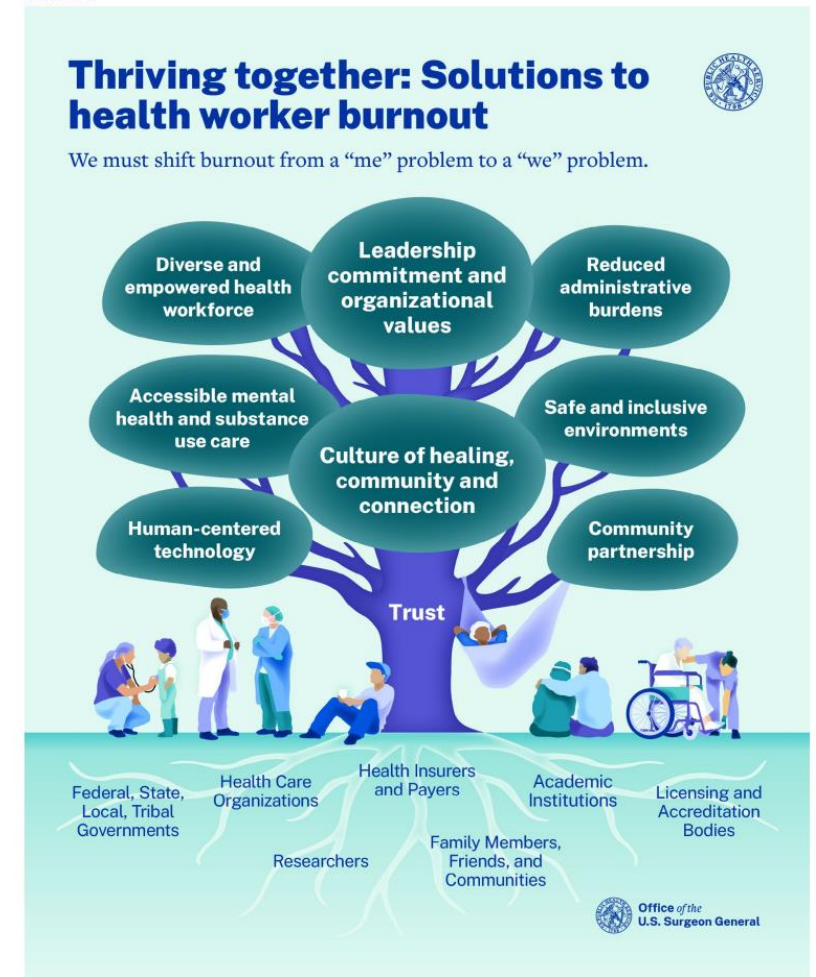 Thriving together: Solutions to
health worker burnout
We must shift burnout from a “me” problem to a “we” problem.
Diverse and
empowered health
workforce
Leadership
commitment and
organizational
values
Reduced
administrative
burdens
Accessible mental
health and substance
use care
Culture of healing,
community and
connection
Safe and inclusive
environments
Human-centered
technology
Community
partnership
Trust
Federal, State,
Local, Tribal
Governments
Health Care
Organizations
Health Insurers
and Payers
Academic
Institutions
Licensing and
Accreditation
Bodies
Researchers
Family Members,
Friends, and
Communities
Office of the
U.S. Surgeon General